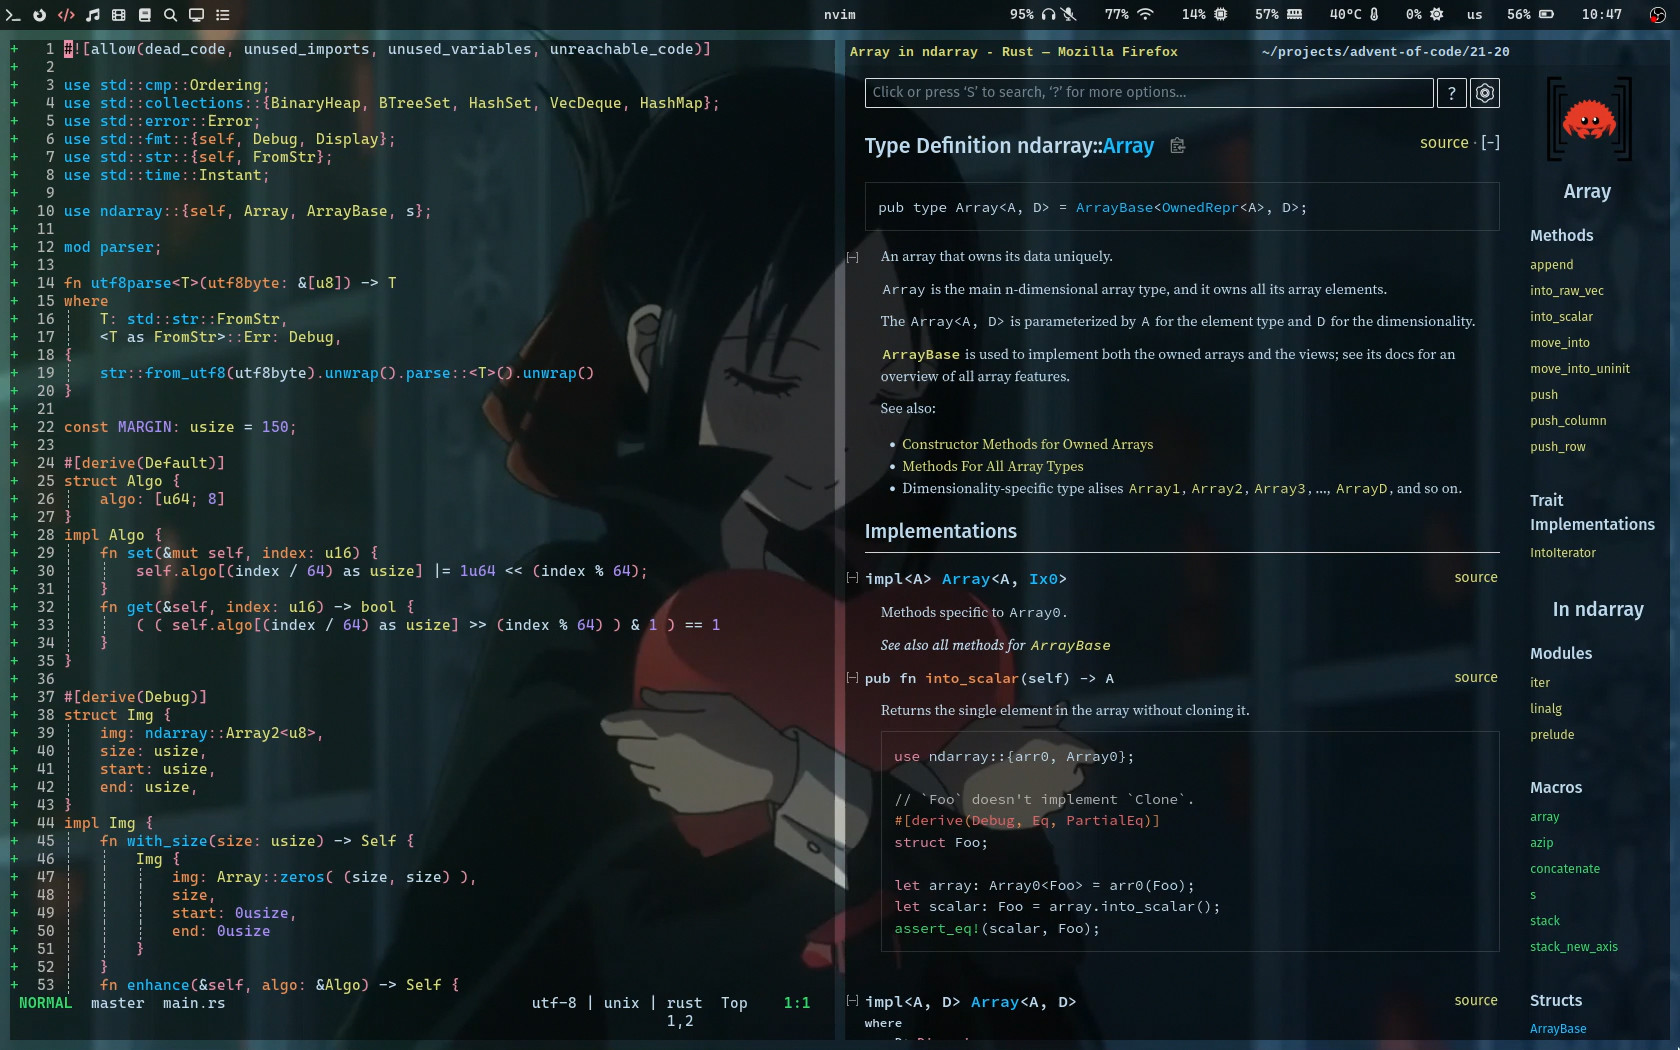 nvim 95% 77% 14% 57% 40°C 0% us 56% 10:47
+ 1 #![allow(dead_code, unused_imports, unused_variables, unreachable_code)]
+ 2
+ 3 use std::cmp::Ordering;
+ 4 use std::collections::{BinaryHeap, BTreeSet, HashSet, VecDeque, HashMap};
+ 5 use std::error::Error;
+ 6 use std::fmt::{self, Debug, Display};
+ 7 use std::str::{self, FromStr};
+ 8 use std::time::Instant;
+ 9
+ 10 use ndarray::{self, Array, ArrayBase, s};
+ 11
+ 12 mod parser;
+ 13
+ 14 fn utf8parse<T>(utf8byte: &[u8]) -> T
+ 15 where
+ 16     T: std::str::FromStr,
+ 17     <T as FromStr>::Err: Debug,
+ 18 {
+ 19     str::from_utf8(utf8byte).unwrap().parse::<T>().unwrap()
+ 20 }
+ 21
+ 22 const MARGIN: usize = 150;
+ 23
+ 24 #[derive(Default)]
+ 25 struct Algo {
+ 26     algo: [u64; 8]
+ 27 }
+ 28 impl Algo {
+ 29     fn set(&mut self, index: u16) {
+ 30         self.algo[(index / 64) as usize] |= 1u64 << (index % 64);
+ 31     }
+ 32     fn get(&self, index: u16) -> bool {
+ 33         ( ( self.algo[(index / 64) as usize] >> (index % 64) ) & 1 ) == 1
+ 34     }
+ 35 }
+ 36
+ 37 #[derive(Debug)]
+ 38 struct Img {
+ 39     img: ndarray::Array2<u8>,
+ 40     size: usize,
+ 41     start: usize,
+ 42     end: usize,
+ 43 }
+ 44 impl Img {
+ 45     fn with_size(size: usize) -> Self {
+ 46         Img {
+ 47             img: Array::zeros( (size, size) ),
+ 48             size,
+ 49             start: 0usize,
+ 50             end: 0usize
+ 51         }
+ 52     }
+ 53     fn enhance(&self, algo: &Algo) -> Self {
NORMAL master main.rs utf-8 | unix | rust Top 1:1
1,2
Array in ndarray - Rust — Mozilla Firefox ~/projects/advent-of-code/21-20
Click or press ‘S’ to search, ‘?’ for more options… ?
Type Definition ndarray::Array source · [−]
pub type Array<A, D> = ArrayBase<OwnedRepr<A>, D>;
[−] An array that owns its data uniquely.
Array is the main n-dimensional array type, and it owns all its array elements.
The Array<A, D> is parameterized by A for the element type and D for the dimensionality.
ArrayBase is used to implement both the owned arrays and the views; see its docs for an
overview of all array features.
See also:
• Constructor Methods for Owned Arrays
• Methods For All Array Types
• Dimensionality-specific type alises Array1, Array2, Array3, …, ArrayD, and so on.
Implementations
[−] impl<A> Array<A, Ix0> source
Methods specific to Array0.
See also all methods for ArrayBase
[−] pub fn into_scalar(self) -> A source
Returns the single element in the array without cloning it.
use ndarray::{arr0, Array0};
// `Foo` doesn't implement `Clone`.
#[derive(Debug, Eq, PartialEq)]
struct Foo;
let array: Array0<Foo> = arr0(Foo);
let scalar: Foo = array.into_scalar();
assert_eq!(scalar, Foo);
[−] impl<A, D> Array<A, D> source
where
Array
Methods
append
into_raw_vec
into_scalar
move_into
move_into_uninit
push
push_column
push_row
Trait
Implementations
IntoIterator
In ndarray
Modules
iter
linalg
prelude
Macros
array
azip
concatenate
s
stack
stack_new_axis
Structs
ArrayBase